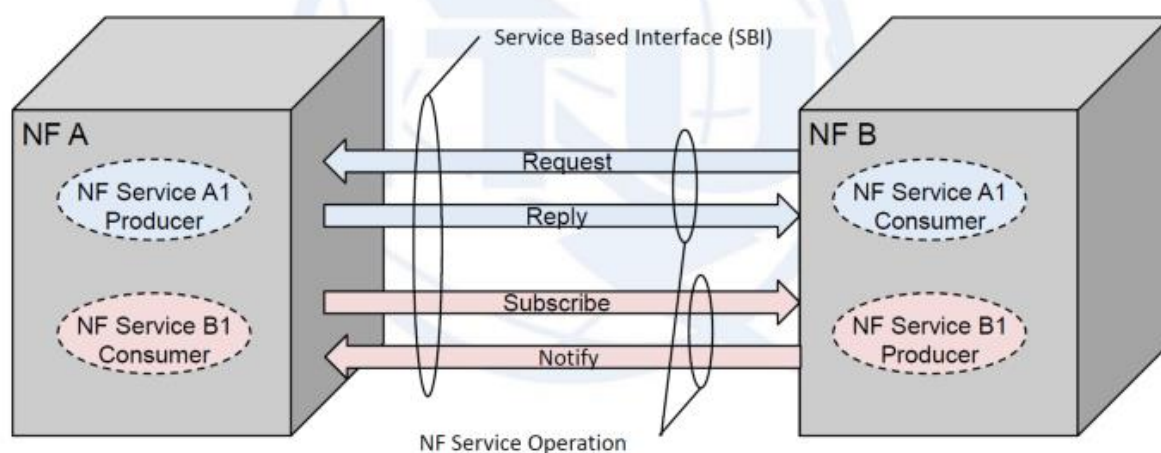 Service Based Interface (SBI)
NF A
NF B
Request
NF Service A1
Producer
Reply
NF Service A1
Consumer
Subscribe
NF Service B1
Consumer
Notify
NF Service B1
Producer
NF Service Operation